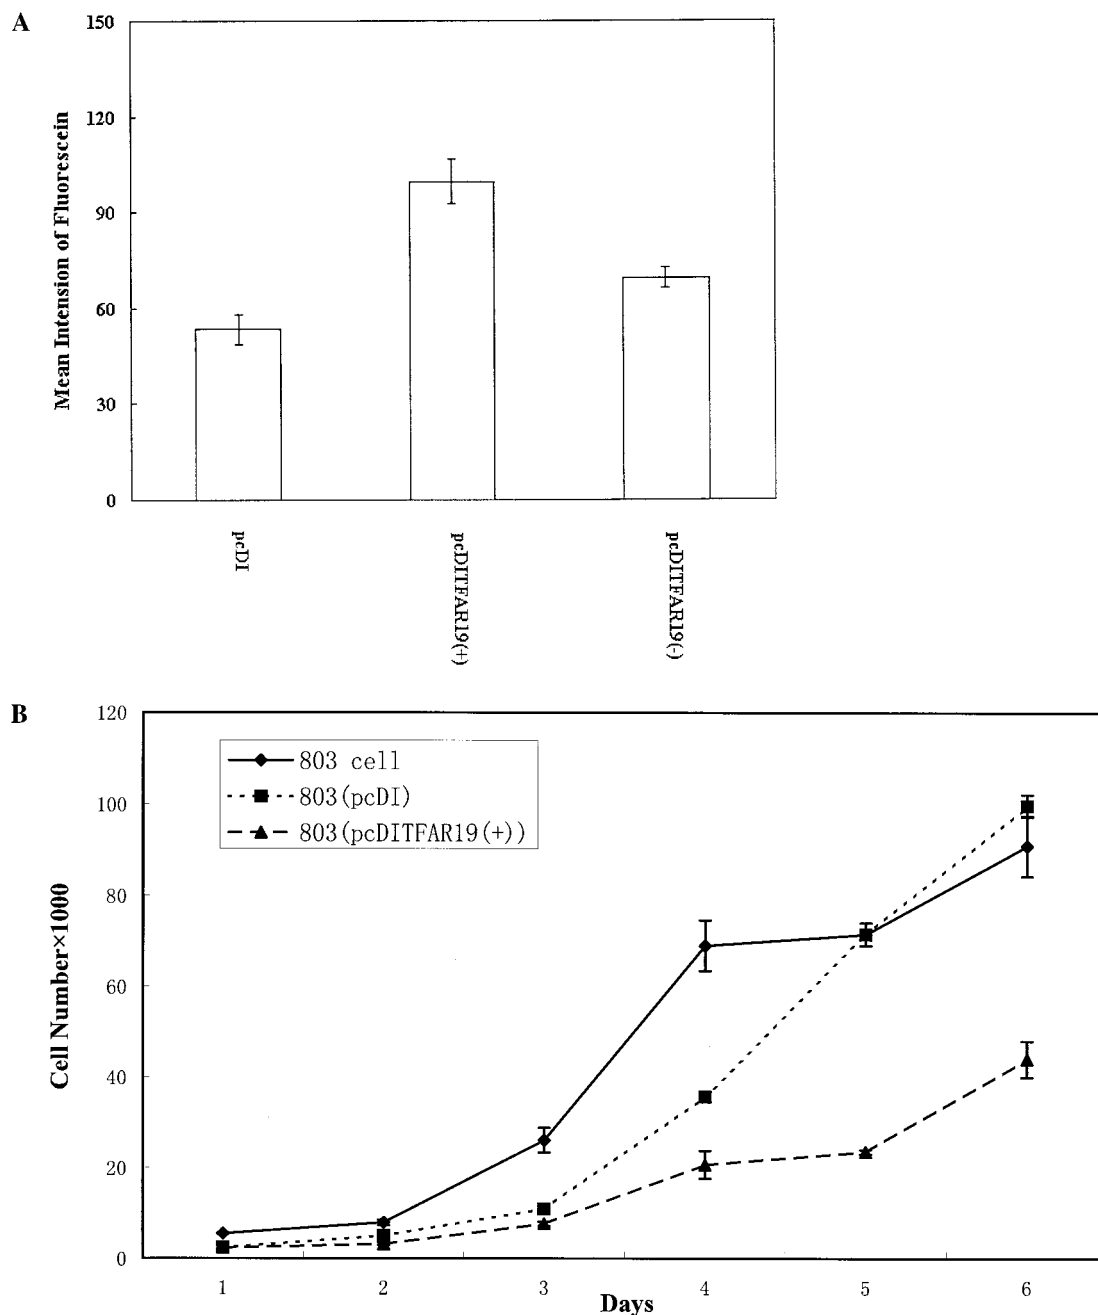 A
150
120
90
60
30
0
Mean Intension of Fluorescein
pcDI
pcDITFAR19(+)
pcDITFAR19(-)
B
120
100
80
60
40
20
0
Cell Number×1000
803 cell
803(pcDI)
803(pcDITFAR19(+))
1 2 3 4 5 6
Days